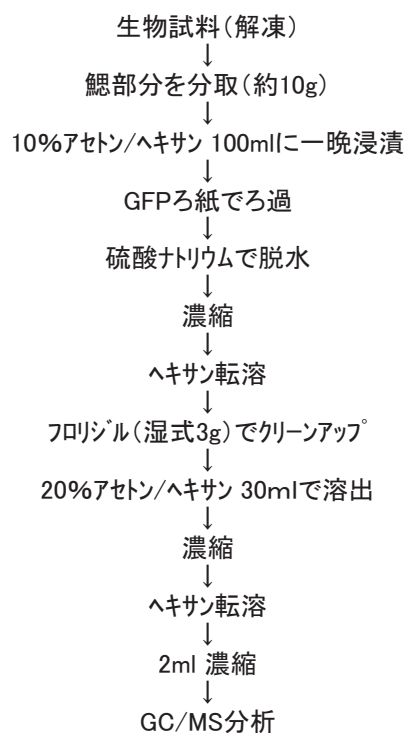 生物試料（解凍）
↓
鰓部分を分取（約10g）
↓
10%ｱｾﾄﾝ/ﾍｷｻﾝ 100mlに一晩浸漬
↓
GFPろ紙でろ過
↓
硫酸ﾅﾄﾘｳﾑで脱水
↓
濃縮
↓
ﾍｷｻﾝ転溶
↓
ﾌﾛﾘｼﾞﾙ（湿式3g）でｸﾘｰﾝｱｯﾌﾟ
↓
20%ｱｾﾄﾝ/ﾍｷｻﾝ 30mlで溶出
↓
濃縮
↓
ﾍｷｻﾝ転溶
↓
2ml 濃縮
↓
GC/MS分析